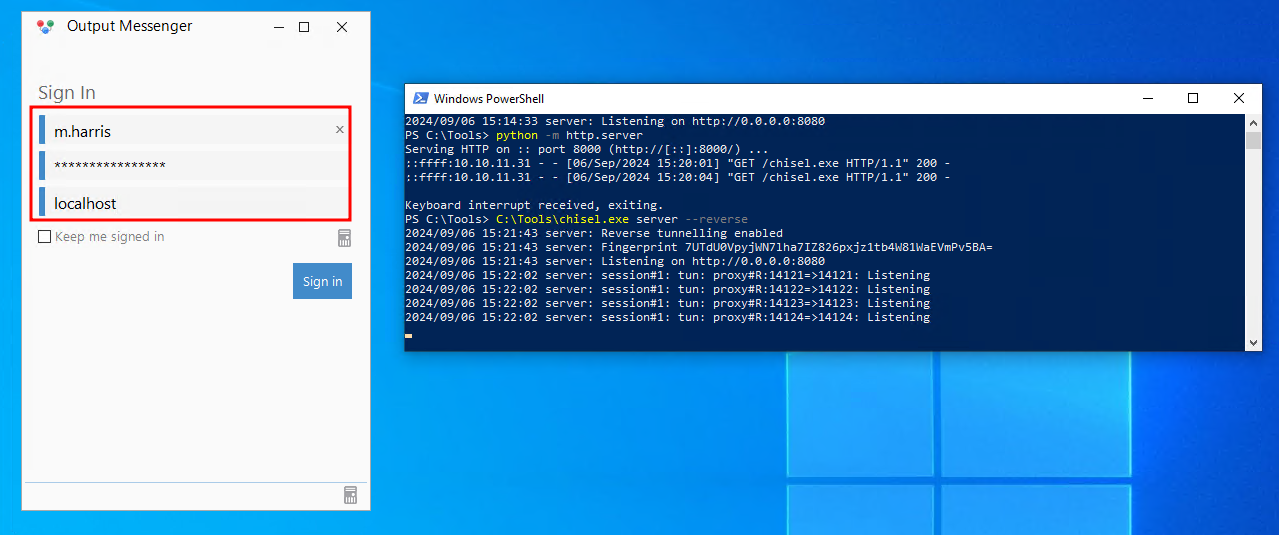 Output Messenger
Sign In
m.harris
****************
localhost
Keep me signed in
Sign in
Windows PowerShell
2024/09/06 15:14:33 server: Listening on http://0.0.0.0:8080
PS C:\Tools> python -m http.server
Serving HTTP on :: port 8000 (http://[::]:8000/) ...
::ffff:10.10.11.31 - - [06/Sep/2024 15:20:01] "GET /chisel.exe HTTP/1.1" 200 -
::ffff:10.10.11.31 - - [06/Sep/2024 15:20:04] "GET /chisel.exe HTTP/1.1" 200 -
Keyboard interrupt received, exiting.
PS C:\Tools> C:\Tools\chisel.exe server --reverse
2024/09/06 15:21:43 server: Reverse tunnelling enabled
2024/09/06 15:21:43 server: Fingerprint 7UTdU0VpyjWN7lha7IZ826pxjz1tb4W81WaEVmPv5BA=
2024/09/06 15:21:43 server: Listening on http://0.0.0.0:8080
2024/09/06 15:22:02 server: session#1: tun: proxy#R:14121=>14121: Listening
2024/09/06 15:22:02 server: session#1: tun: proxy#R:14122=>14122: Listening
2024/09/06 15:22:02 server: session#1: tun: proxy#R:14123=>14123: Listening
2024/09/06 15:22:02 server: session#1: tun: proxy#R:14124=>14124: Listening